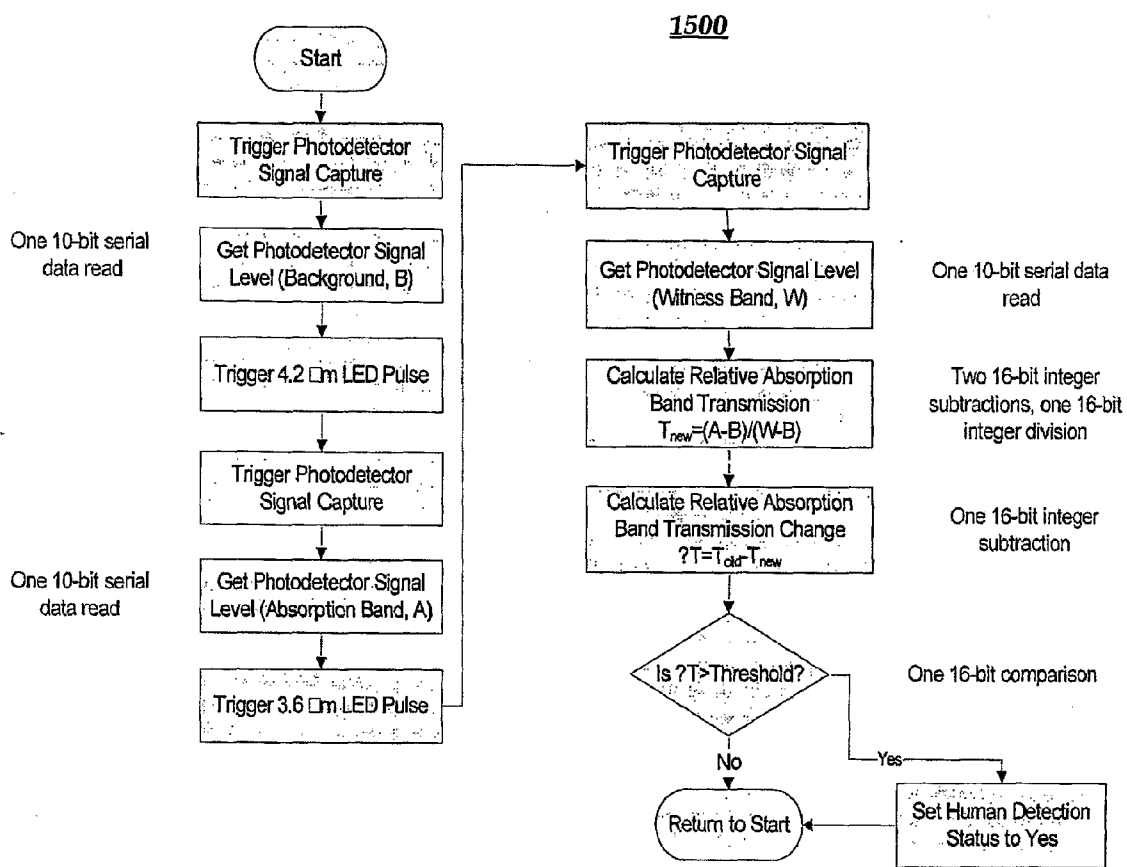 1500
Start
Trigger Photodetector
Signal Capture
One 10-bit serial
data read
Get Photodetector Signal
Level (Background, B)
Trigger 4.2 □m LED Pulse
Trigger Photodetector
Signal Capture
One 10-bit serial
data read
Get Photodetector Signal
Level (Absorption Band, A)
Trigger 3.6 □m LED Pulse
Trigger Photodetector Signal
Capture
Get Photodetector Signal Level
(Witness Band, W)
One 10-bit serial data
read
Calculate Relative Absorption
Band Transmission
Tnew=(A-B)/(W-B)
Two 16-bit integer
subtractions, one 16-bit
integer division
Calculate Relative Absorption
Band Transmission Change
?T=Told-Tnew
One 16-bit integer
subtraction
Is ?T>Threshold?
One 16-bit comparison
No
Yes
Return to Start
Set Human Detection
Status to Yes